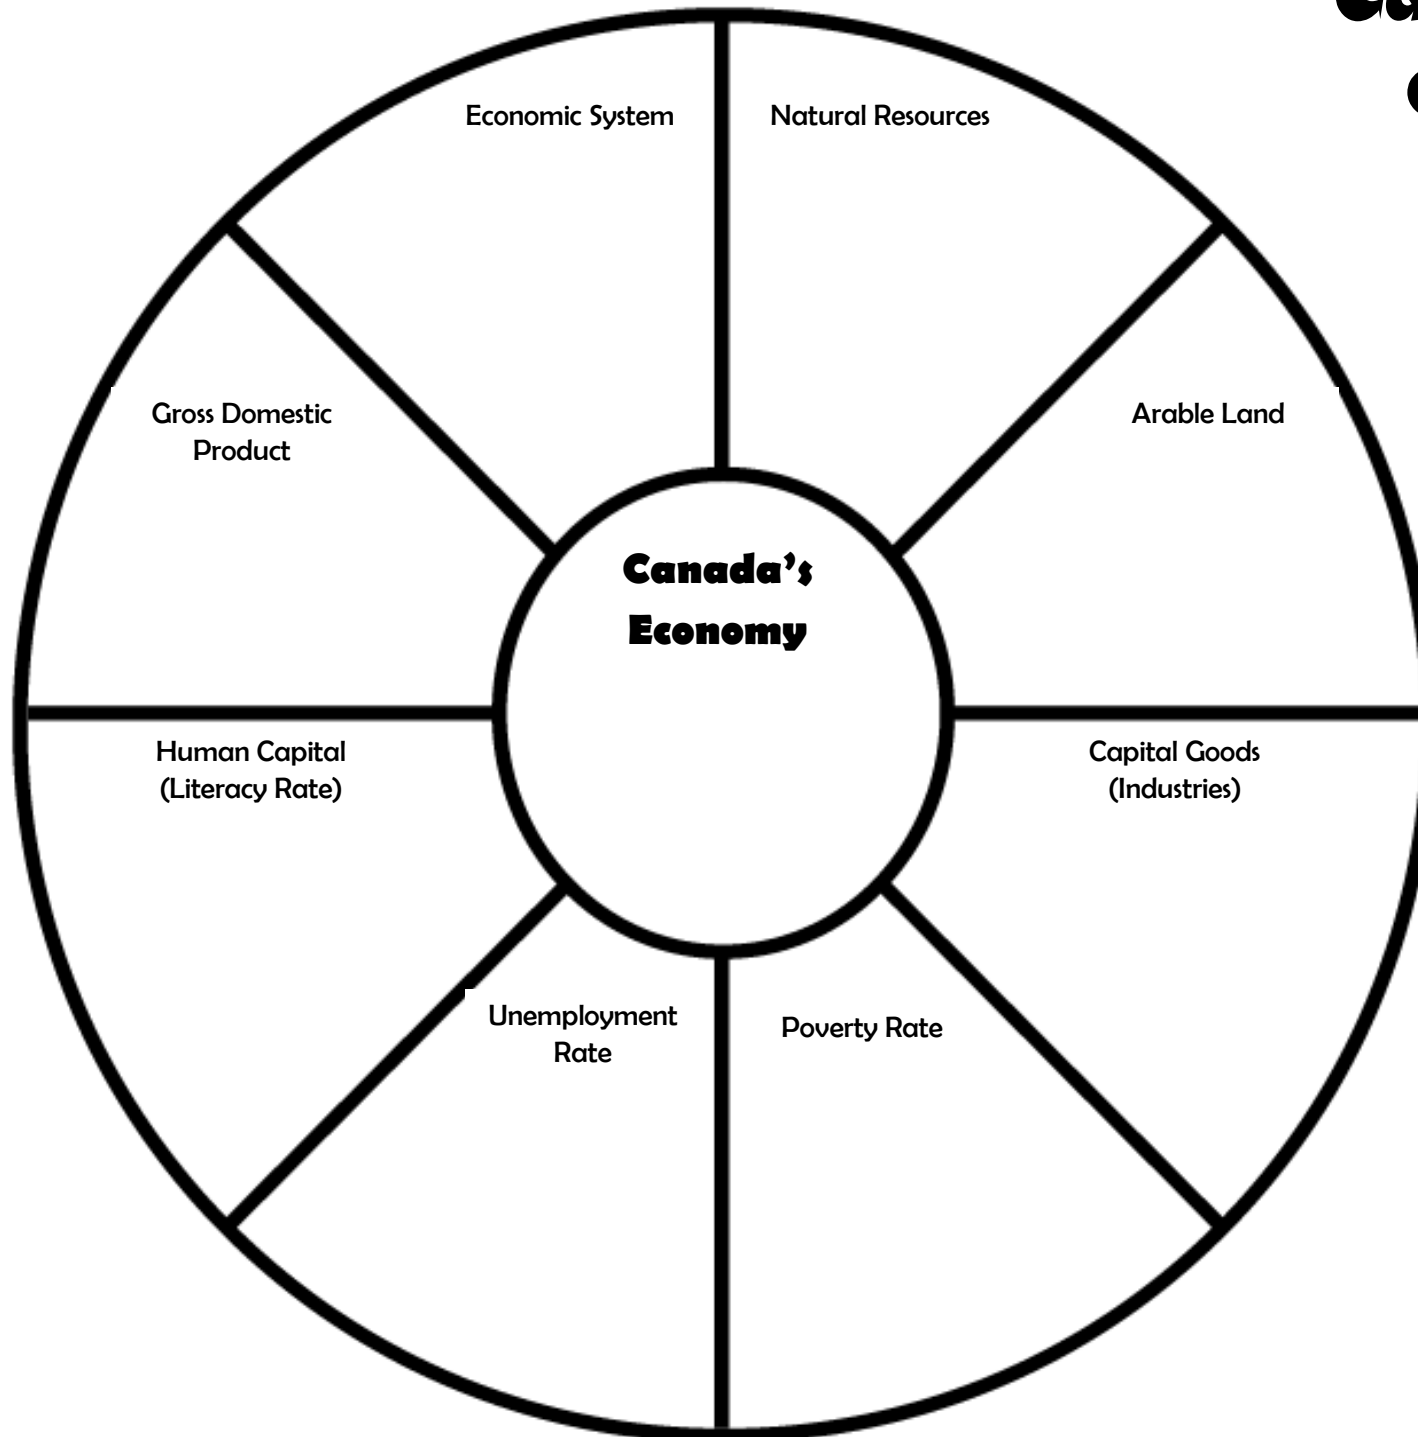 Economic System
Natural Resources
Gross Domestic
Product
Arable Land
Canada's
Economy
Human Capital
(Literacy Rate)
Capital Goods
(Industries)
Unemployment
Rate
Poverty Rate